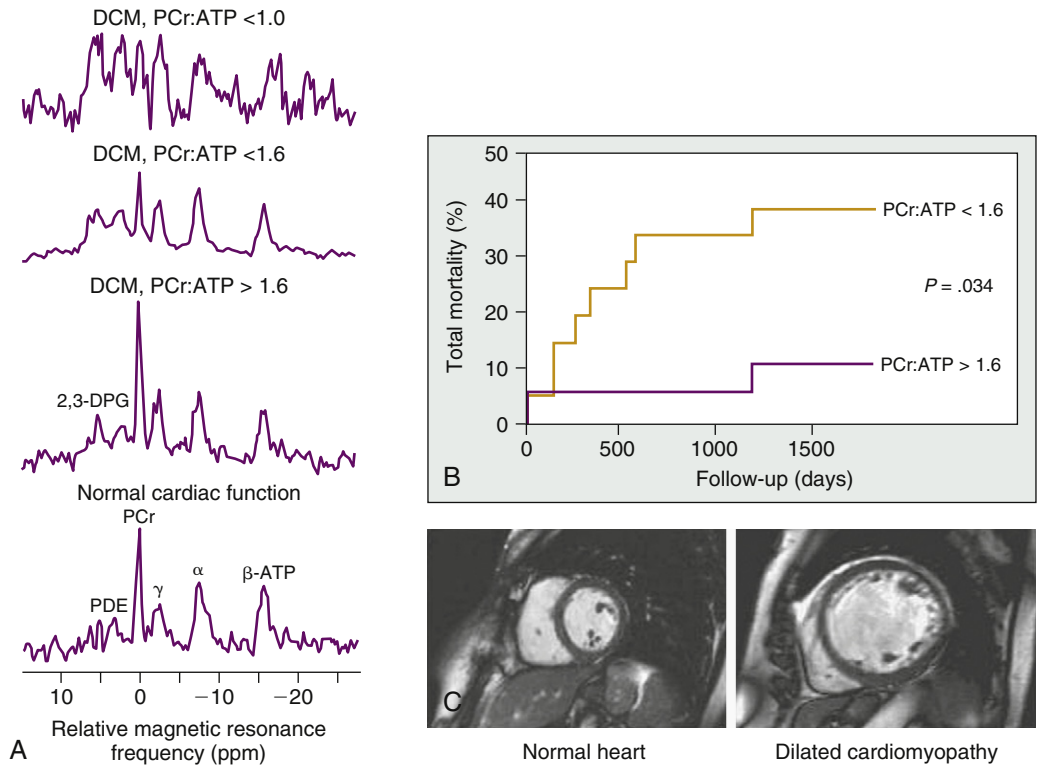 DCM, PCr:ATP <1.0
DCM, PCr:ATP <1.6
DCM, PCr:ATP > 1.6
2,3-DPG
Normal cardiac function
PCr
PDE
γ
α
β-ATP
10 0 −10 −20
Relative magnetic resonance
frequency (ppm)
A
Total mortality (%)
50
40
30
20
10
0
PCr:ATP < 1.6
P = .034
PCr:ATP > 1.6
0 500 1000 1500
Follow-up (days)
B
C
Normal heart
Dilated cardiomyopathy